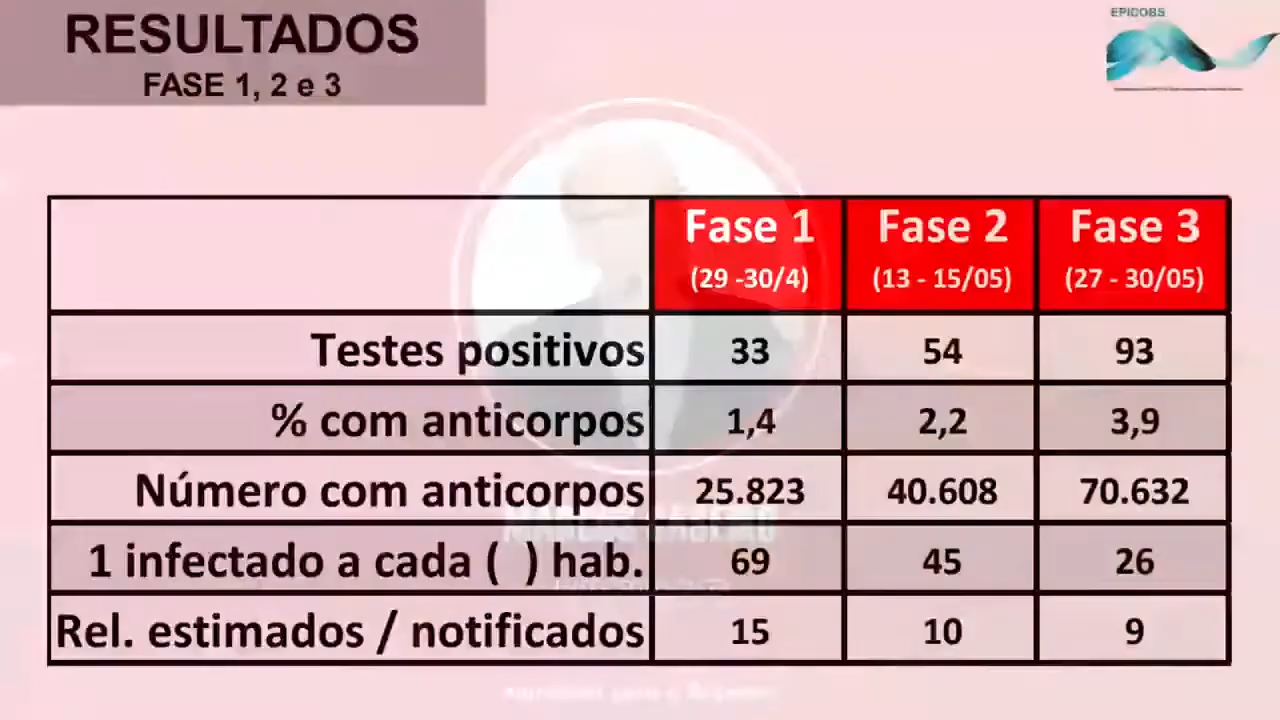 RESULTADOS
FASE 1, 2 e 3
EPICOBS
Fase 1 Fase 2 Fase 3
(29 -30/4) (13 - 15/05) (27 - 30/05)
Testes positivos 33 54 93
% com anticorpos 1,4 2,2 3,9
Número com anticorpos 25.823 40.608 70.632
1 infectado a cada ( ) hab. 69 45 26
Rel. estimados / notificados 15 10 9